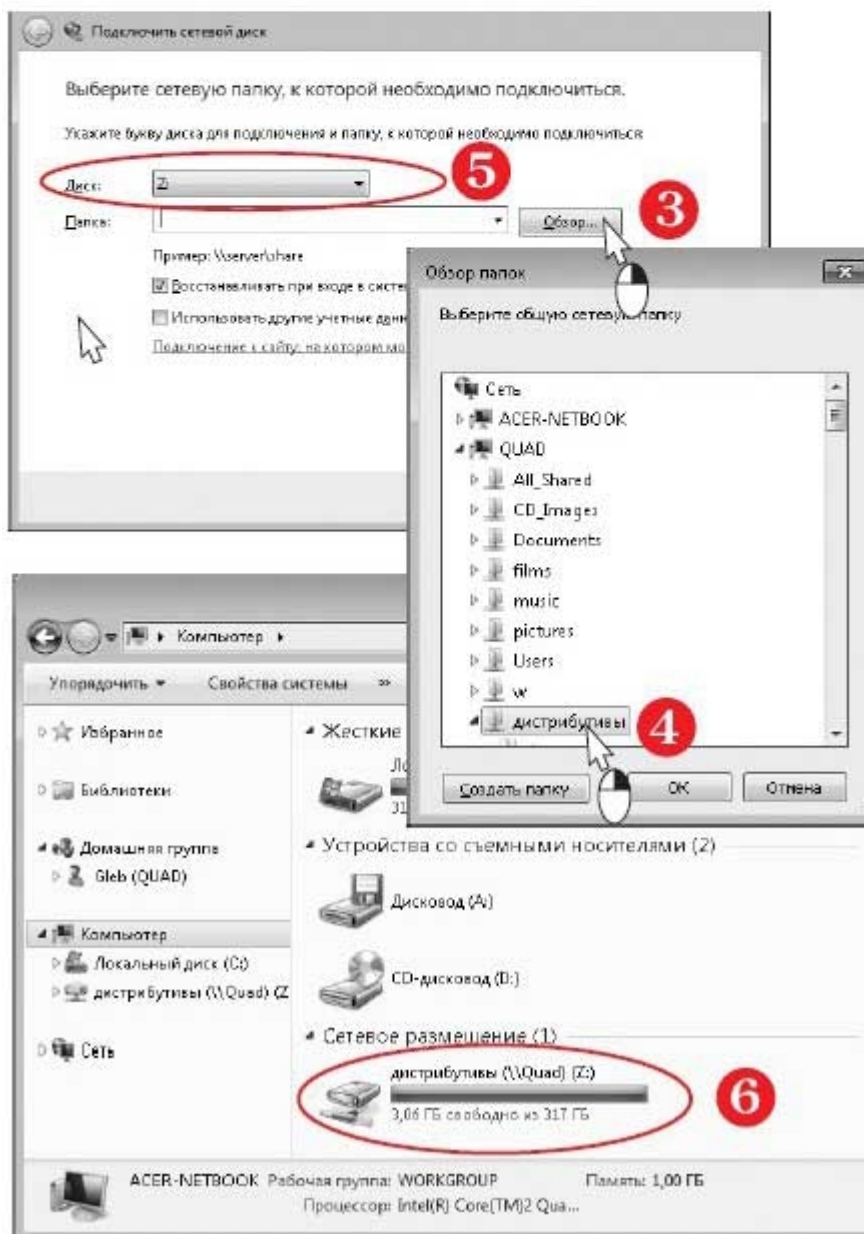 Подключить сетевой диск
Выберите сетевую папку, к которой необходимо подключиться.
Укажите букву диска для подключения и папку, к которой необходимо подключиться:
Диск: Z:
5
Папка:
Обзор...
3
Пример: \\server\share
Восстанавливать при входе в систе
Использовать другие учетные данн
Подключение к сайту, на котором мо
Обзор папок
Выберите общую сетевую папку
Сеть
ACER-NETBOOK
QUAD
All_Shared
CD_Images
Documents
films
music
pictures
Users
w
дистрибутивы
4
Создать папку
ОК
Отмена
Компьютер
Упорядочить
Свойства системы
»
Избранное
Библиотеки
Домашняя группа
Gleb (QUAD)
Компьютер
Локальный диск (C:)
дистрибутивы (\\Quad) (Z
Сеть
Жесткие
Ло
31
Устройства со съемными носителями (2)
Дисковод (A:)
CD-дисковод (D:)
Сетевое размещение (1)
дистрибутивы (\\Quad) (Z:)
3,06 ГБ свободно из 317 ГБ
6
ACER-NETBOOK Рабочая группа: WORKGROUP Память: 1,00 ГБ
Процессор: Intel(R) Core(TM)2 Qua...